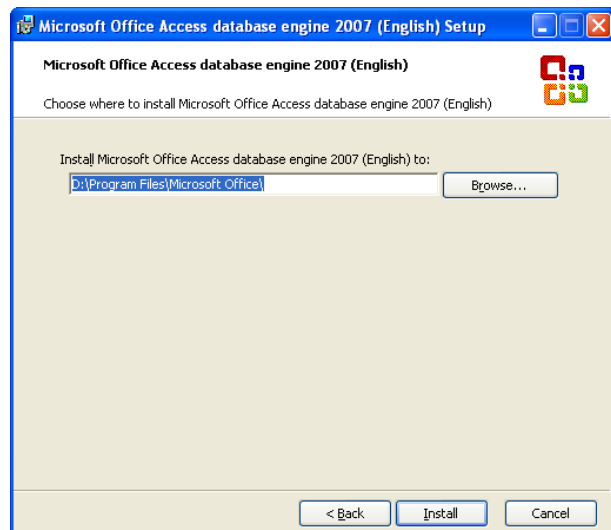 Microsoft Office Access database engine 2007 (English) Setup
Microsoft Office Access database engine 2007 (English)
Choose where to install Microsoft Office Access database engine 2007 (English)
Install Microsoft Office Access database engine 2007 (English) to:
D:\Program Files\Microsoft Office\
Browse...
< Back
Install
Cancel